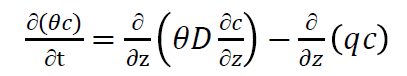 ∂(θc)/∂t = ∂/∂z (θD ∂c/∂z) − ∂/∂z (qc)